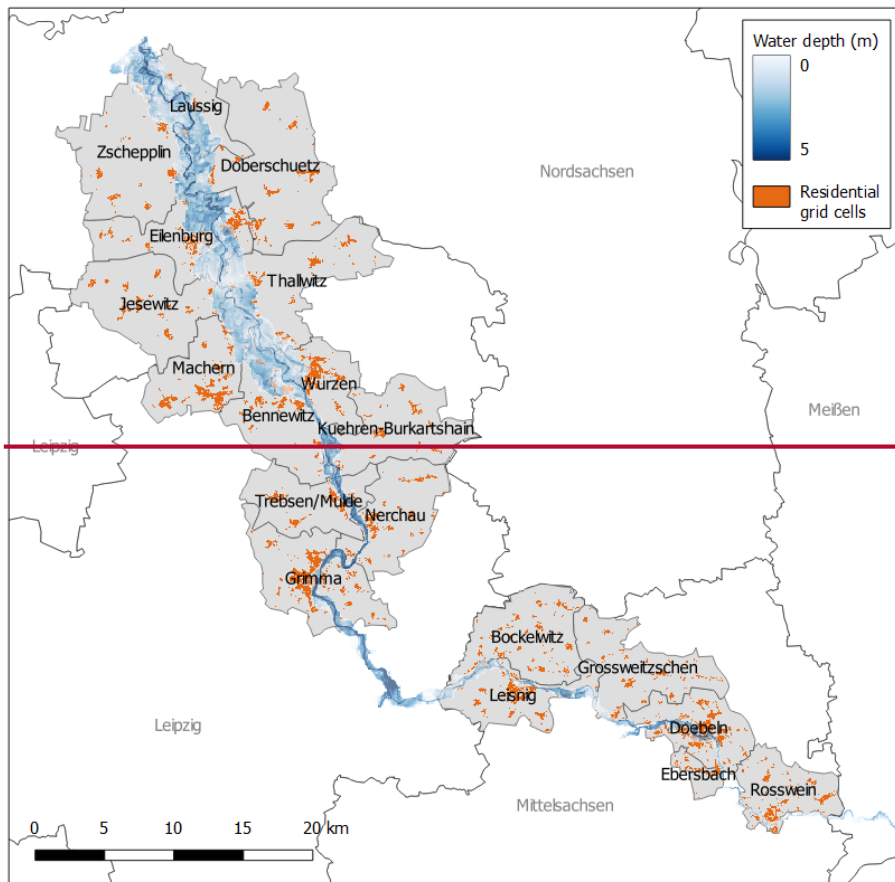 Water depth (m)
0
5
Residential
grid cells
Laussig
Zschepplin
Doberschuetz
Nordsachsen
Eilenburg
Thallwitz
Jesewitz
Machern
Wurzen
Meißen
Bennewitz
Kuehren-Burkartshain
Leipzig
Trebsen/Mulde
Nerchau
Grimma
Bockelwitz
Grossweitzschen
Leisnig
Leipzig
Doebeln
Ebersbach
Rosswein
Mittelsachsen
0 5 10 15 20 km